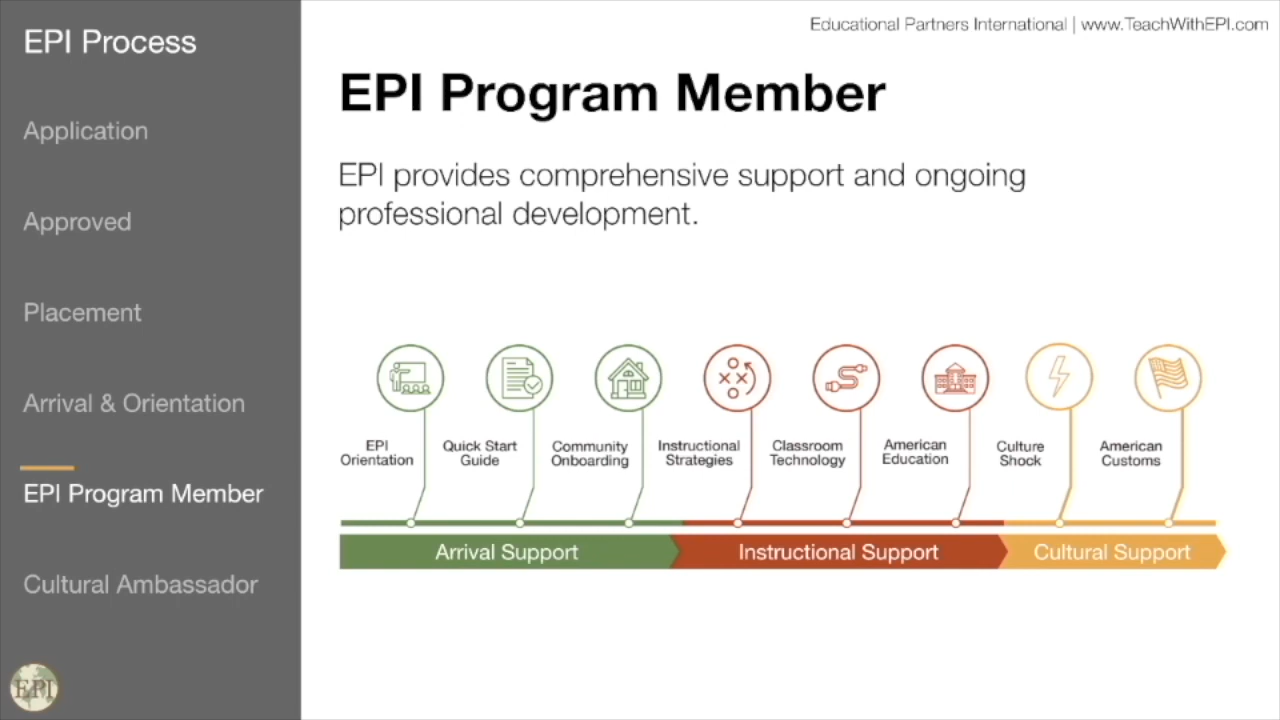 EPI Process
Application
Approved
Placement
Arrival & Orientation
EPI Program Member
Cultural Ambassador
EPI
Educational Partners International | www.TeachWithEPI.com
EPI Program Member
EPI provides comprehensive support and ongoing
professional development.
EPI
Orientation
Quick Start
Guide
Community
Onboarding
Instructional
Strategies
Classroom
Technology
American
Education
Culture
Shock
American
Customs
Arrival Support
Instructional Support
Cultural Support